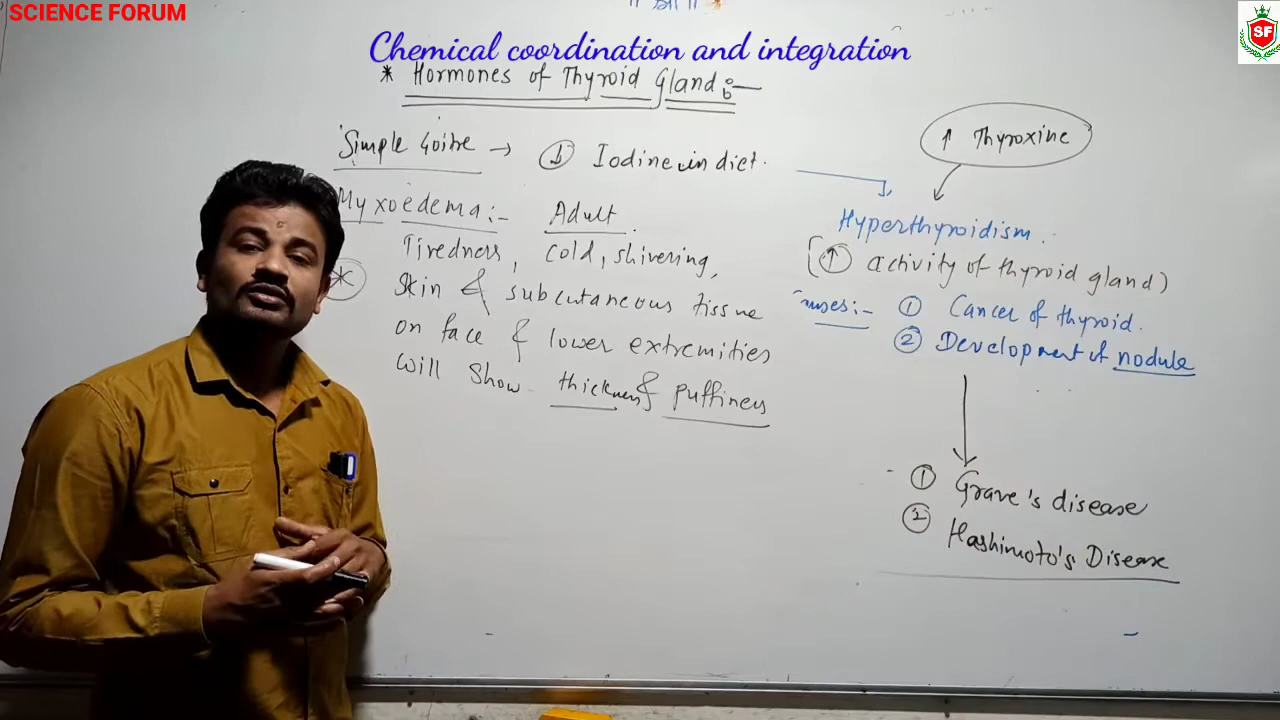 SCIENCE FORUM
SF
Chemical coordination and integration
* Hormones of Thyroid Gland :-
Simple Goitre → ↓ Iodine in diet.
Myxoedema :- Adult.
Tiredness, cold, shivering,
* Skin & subcutaneous tissue
on face & lower extremities
will show thickness & puffiness
↑ Thyroxine
Hyperthyroidism.
(↑ activity of thyroid gland)
Causes :- ① Cancer of thyroid.
② Development of nodule
① Grave's disease
② Hashimoto's Disease